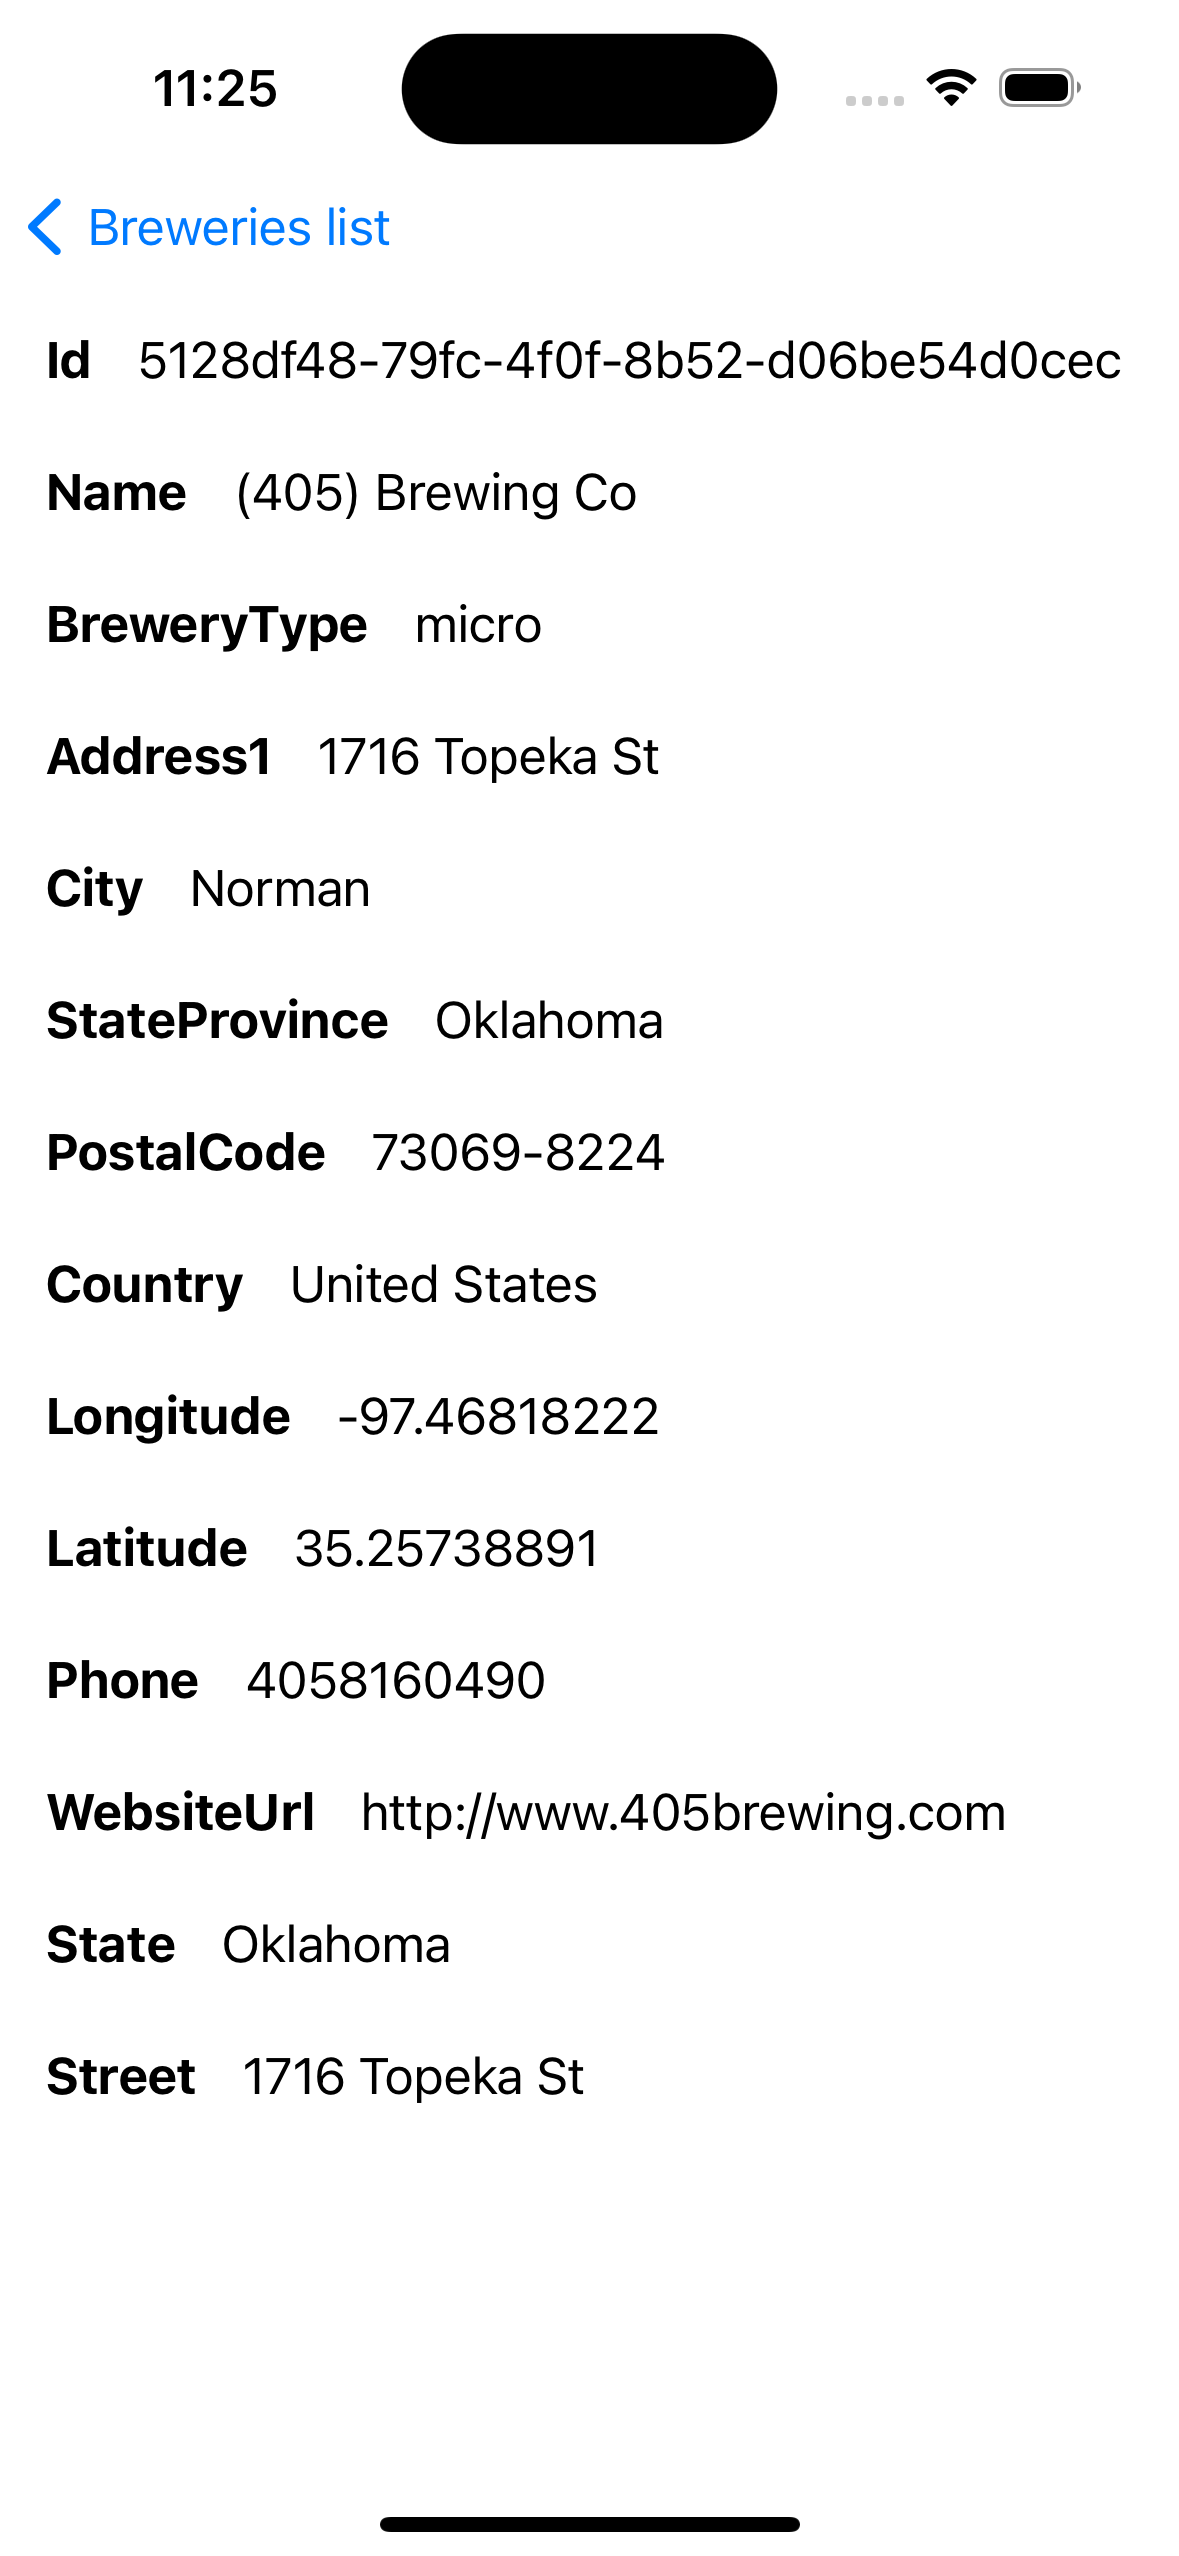 11:25
Breweries list
Id 5128df48-79fc-4f0f-8b52-d06be54d0cec
Name (405) Brewing Co
BreweryType micro
Address1 1716 Topeka St
City Norman
StateProvince Oklahoma
PostalCode 73069-8224
Country United States
Longitude -97.46818222
Latitude 35.25738891
Phone 4058160490
WebsiteUrl http://www.405brewing.com
State Oklahoma
Street 1716 Topeka St